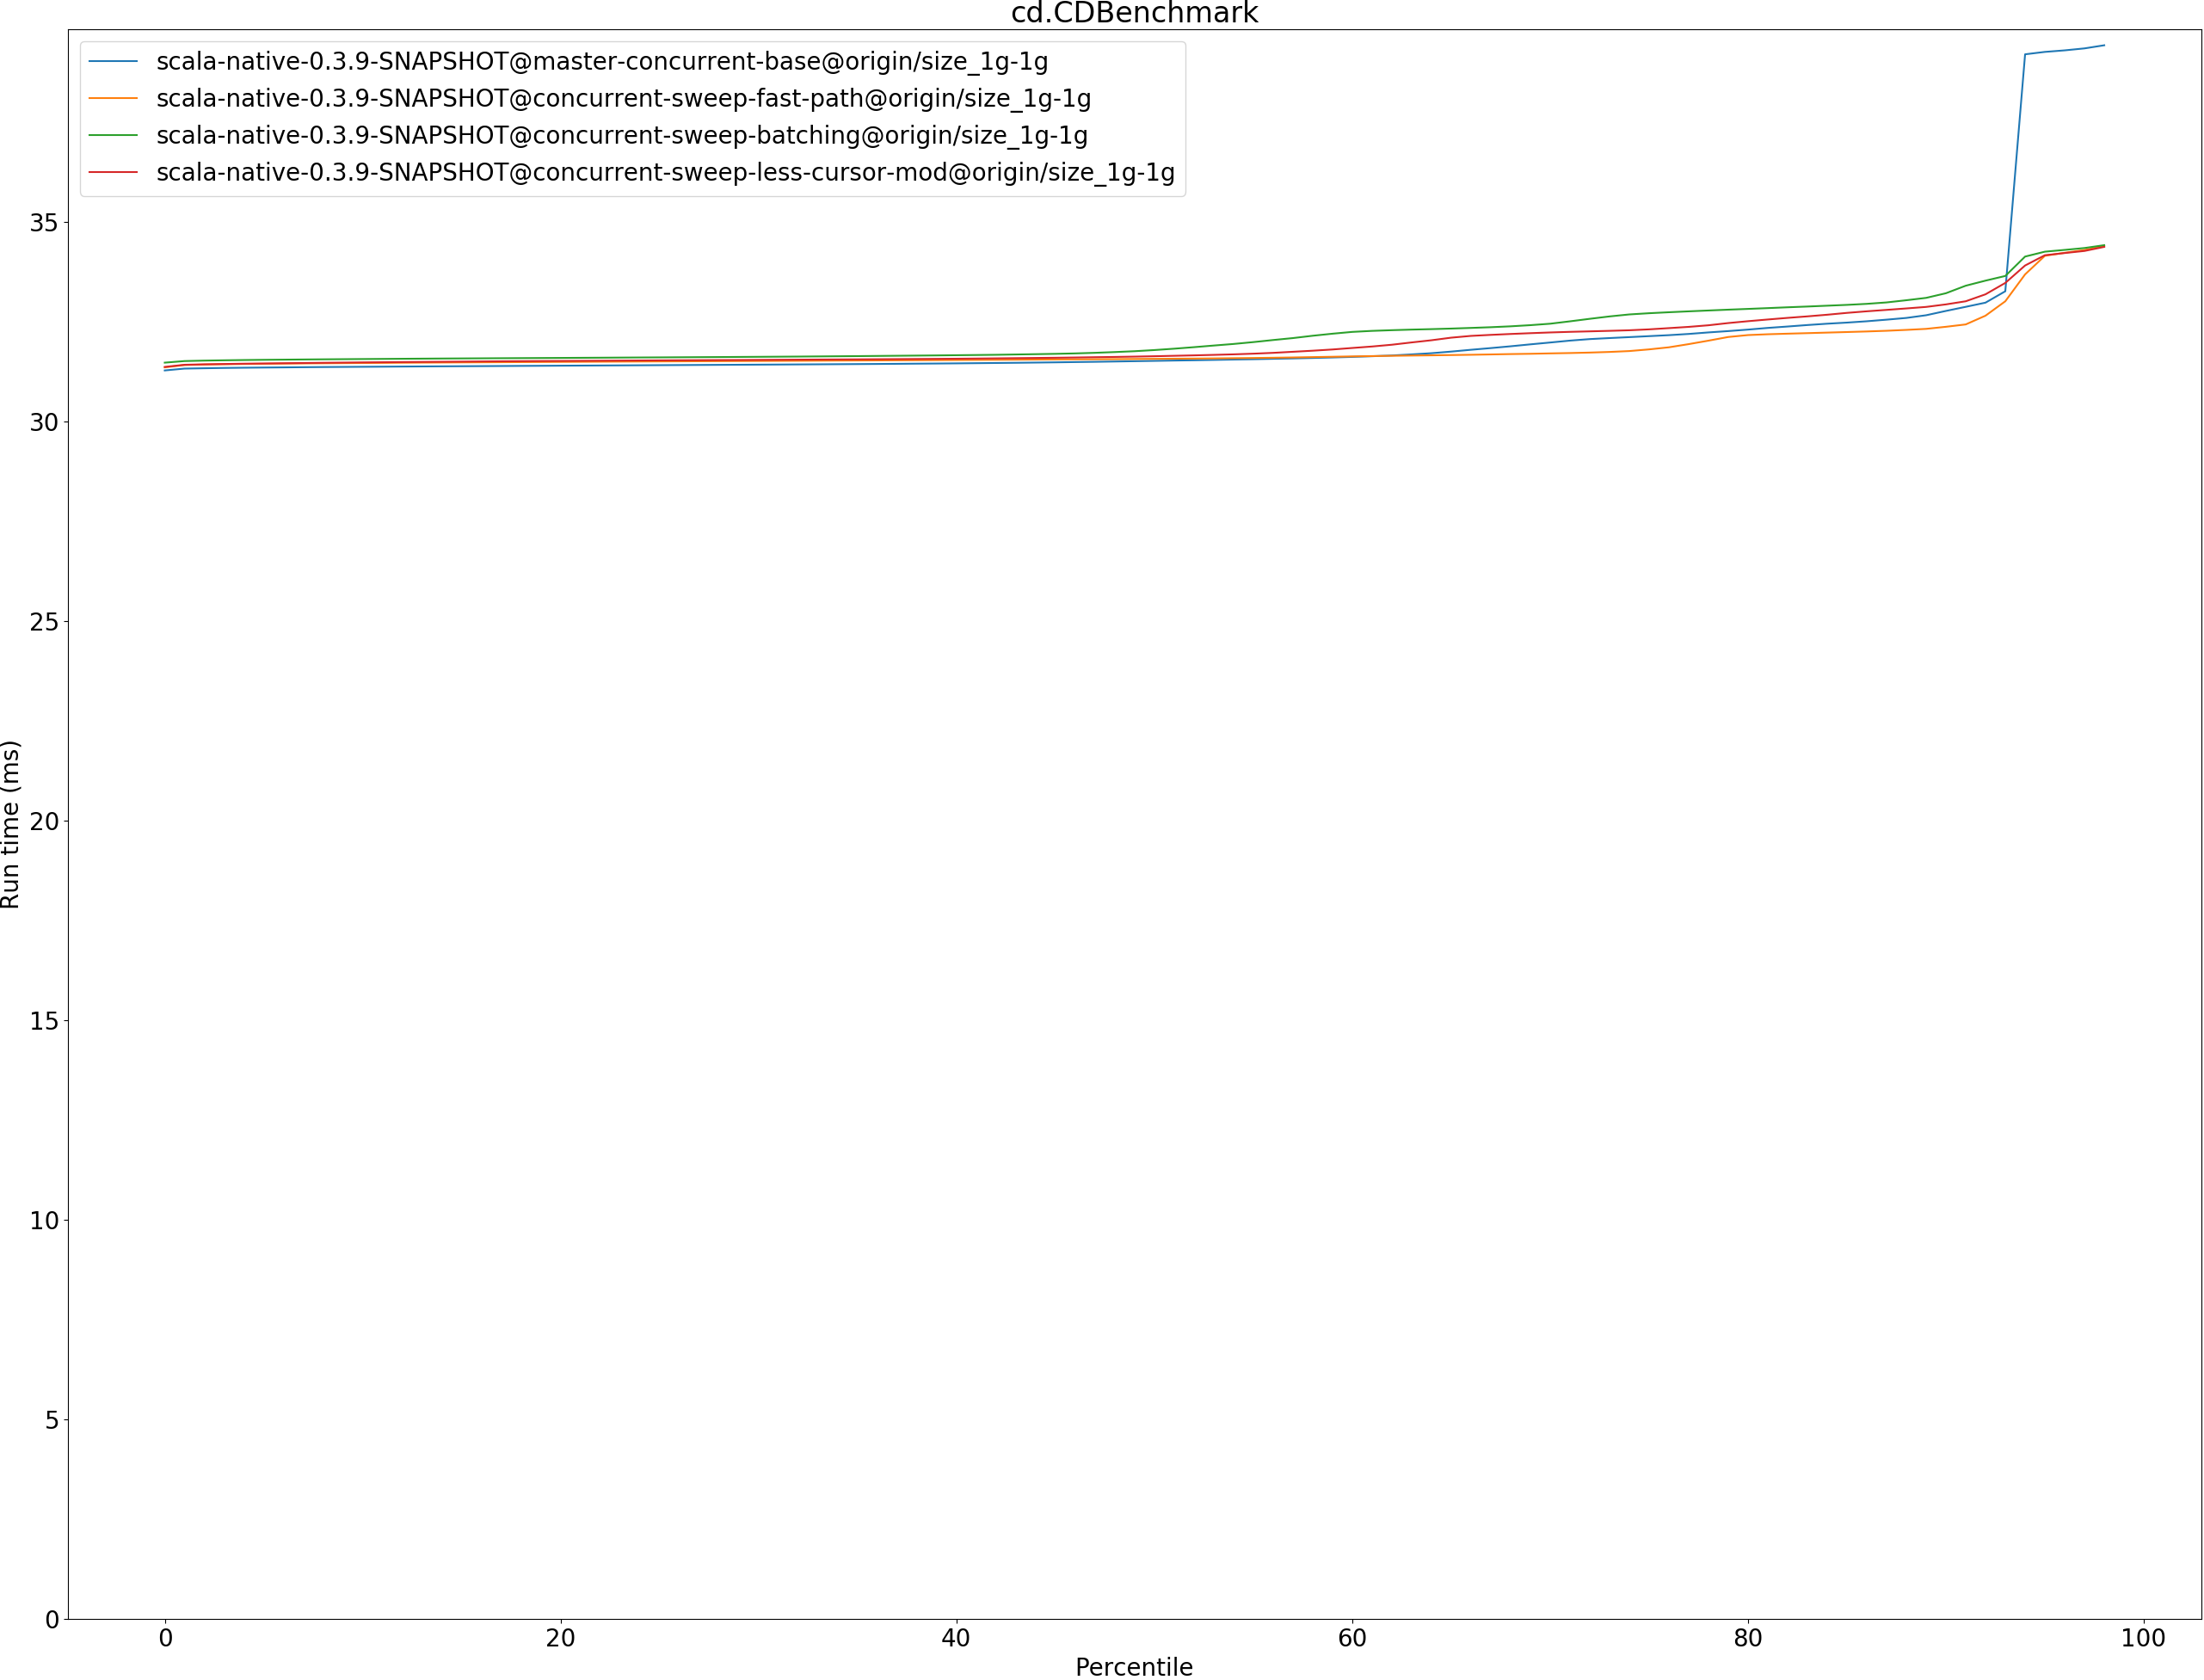 cd.CDBenchmark
scala-native-0.3.9-SNAPSHOT@master-concurrent-base@origin/size_1g-1g
scala-native-0.3.9-SNAPSHOT@concurrent-sweep-fast-path@origin/size_1g-1g
scala-native-0.3.9-SNAPSHOT@concurrent-sweep-batching@origin/size_1g-1g
scala-native-0.3.9-SNAPSHOT@concurrent-sweep-less-cursor-mod@origin/size_1g-1g
35
30
25
20
15
10
5
0
Run time (ms)
0 20 40 60 80 100
Percentile